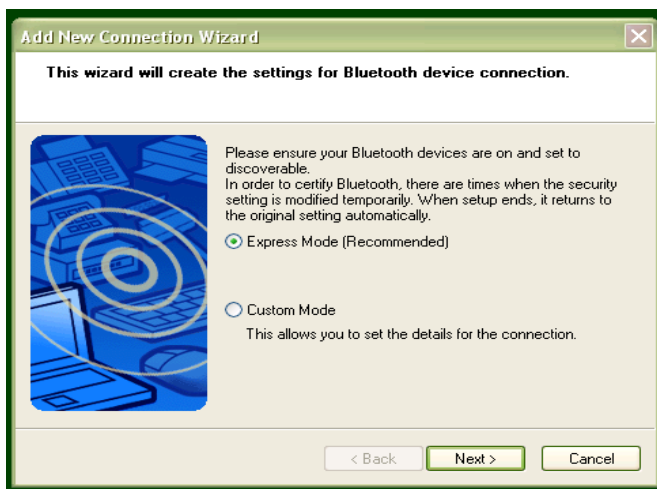 Add New Connection Wizard
This wizard will create the settings for Bluetooth device connection.
Please ensure your Bluetooth devices are on and set to
discoverable.
In order to certify Bluetooth, there are times when the security
setting is modified temporarily. When setup ends, it returns to
the original setting automatically.
Express Mode (Recommended)
Custom Mode
This allows you to set the details for the connection.
< Back
Next >
Cancel